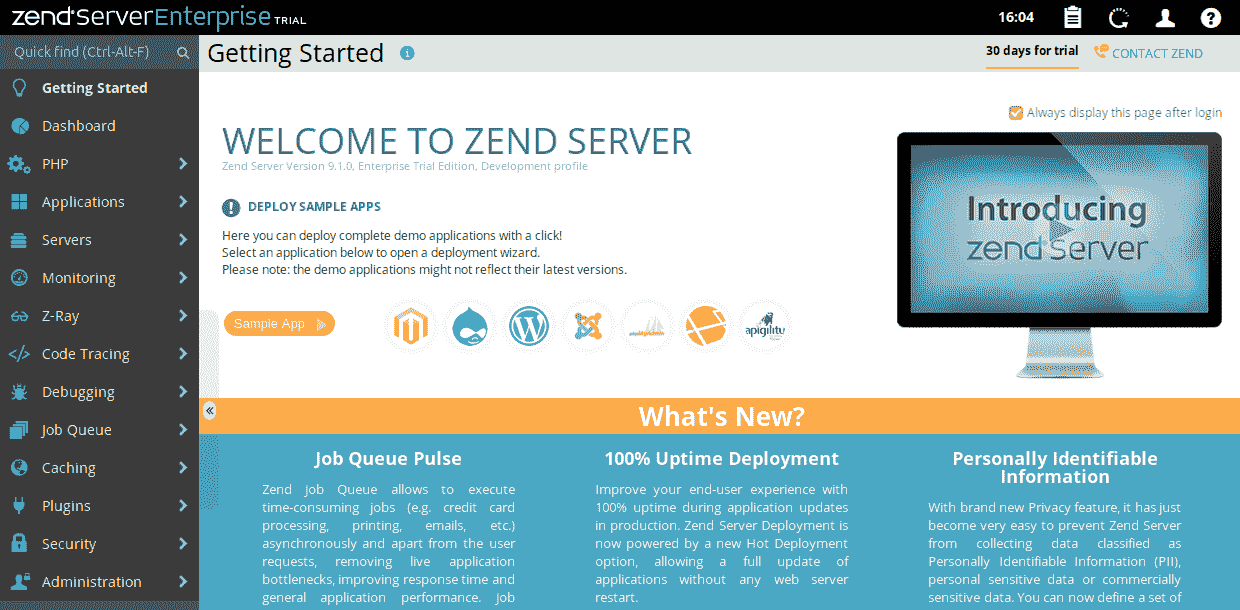 zend Server Enterprise TRIAL
16:04
Quick find (Ctrl-Alt-F)
Getting Started
30 days for trial
CONTACT ZEND
Getting Started
Dashboard
PHP
Applications
Servers
Monitoring
Z-Ray
Code Tracing
Debugging
Job Queue
Caching
Plugins
Security
Administration
Always display this page after login
WELCOME TO ZEND SERVER
Zend Server Version 9.1.0, Enterprise Trial Edition, Development profile
DEPLOY SAMPLE APPS
Here you can deploy complete demo applications with a click!
Select an application below to open a deployment wizard.
Please note: the demo applications might not reflect their latest versions.
Sample App
apigility
Introducing
zend Server
What's New?
Job Queue Pulse
Zend Job Queue allows to execute
time-consuming jobs (e.g. credit card
processing, printing, emails, etc.)
asynchronously and apart from the user
requests, removing live application
bottlenecks, improving response time and
general application performance. Job
100% Uptime Deployment
Improve your end-user experience with
100% uptime during application updates
in production. Zend Server Deployment is
now powered by a new Hot Deployment
option, allowing a full update of
applications without any web server
restart.
Personally Identifiable
Information
With brand new Privacy feature, it has just
become very easy to prevent Zend Server
from collecting data classified as
Personally Identifiable Information (PII),
personal sensitive data or commercially
sensitive data. You can now define a set of